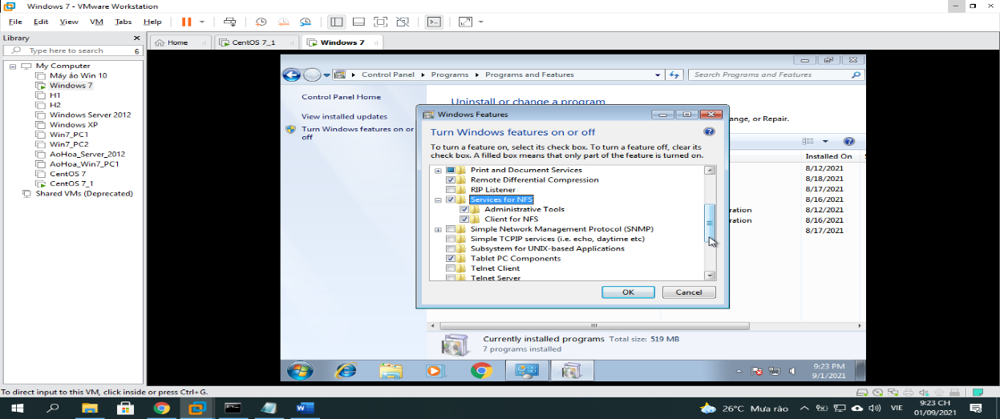 Windows 7 - VMware Workstation
File Edit View VM Tabs Help
Library
Type here to search 6
My Computer
Máy ảo Win 10
Windows 7
H1
H2
Windows Server 2012
Windows XP
Win7_PC1
Win7_PC2
AoHoa_Server_2012
AoHoa_Win7_PC1
CentOS 7
CentOS 7_1
Shared VMs (Deprecated)
Home CentOS 7_1 Windows 7
Control Panel Programs Programs and Features Search Programs and Features
Control Panel Home
View installed updates
Turn Windows features on or
off
Uninstall or change a program
ange, or Repair.
Installed On
8/12/2021
8/18/2021
8/17/2021
8/16/2021
ration 8/12/2021
ration 8/16/2021
8/17/2021
Windows Features
Turn Windows features on or off
To turn a feature on, select its check box. To turn a feature off, clear its
check box. A filled box means that only part of the feature is turned on.
Print and Document Services
Remote Differential Compression
RIP Listener
Services for NFS
Administrative Tools
Client for NFS
Simple Network Management Protocol (SNMP)
Simple TCPIP services (i.e. echo, daytime etc)
Subsystem for UNIX-based Applications
Tablet PC Components
Telnet Client
Telnet Server
OK Cancel
Currently installed programs Total size: 519 MB
7 programs installed
9:23 PM
9/1/2021
To direct input to this VM, click inside or press Ctrl+G.
26°C Mưa rào VIE
9:23 CH
01/09/2021